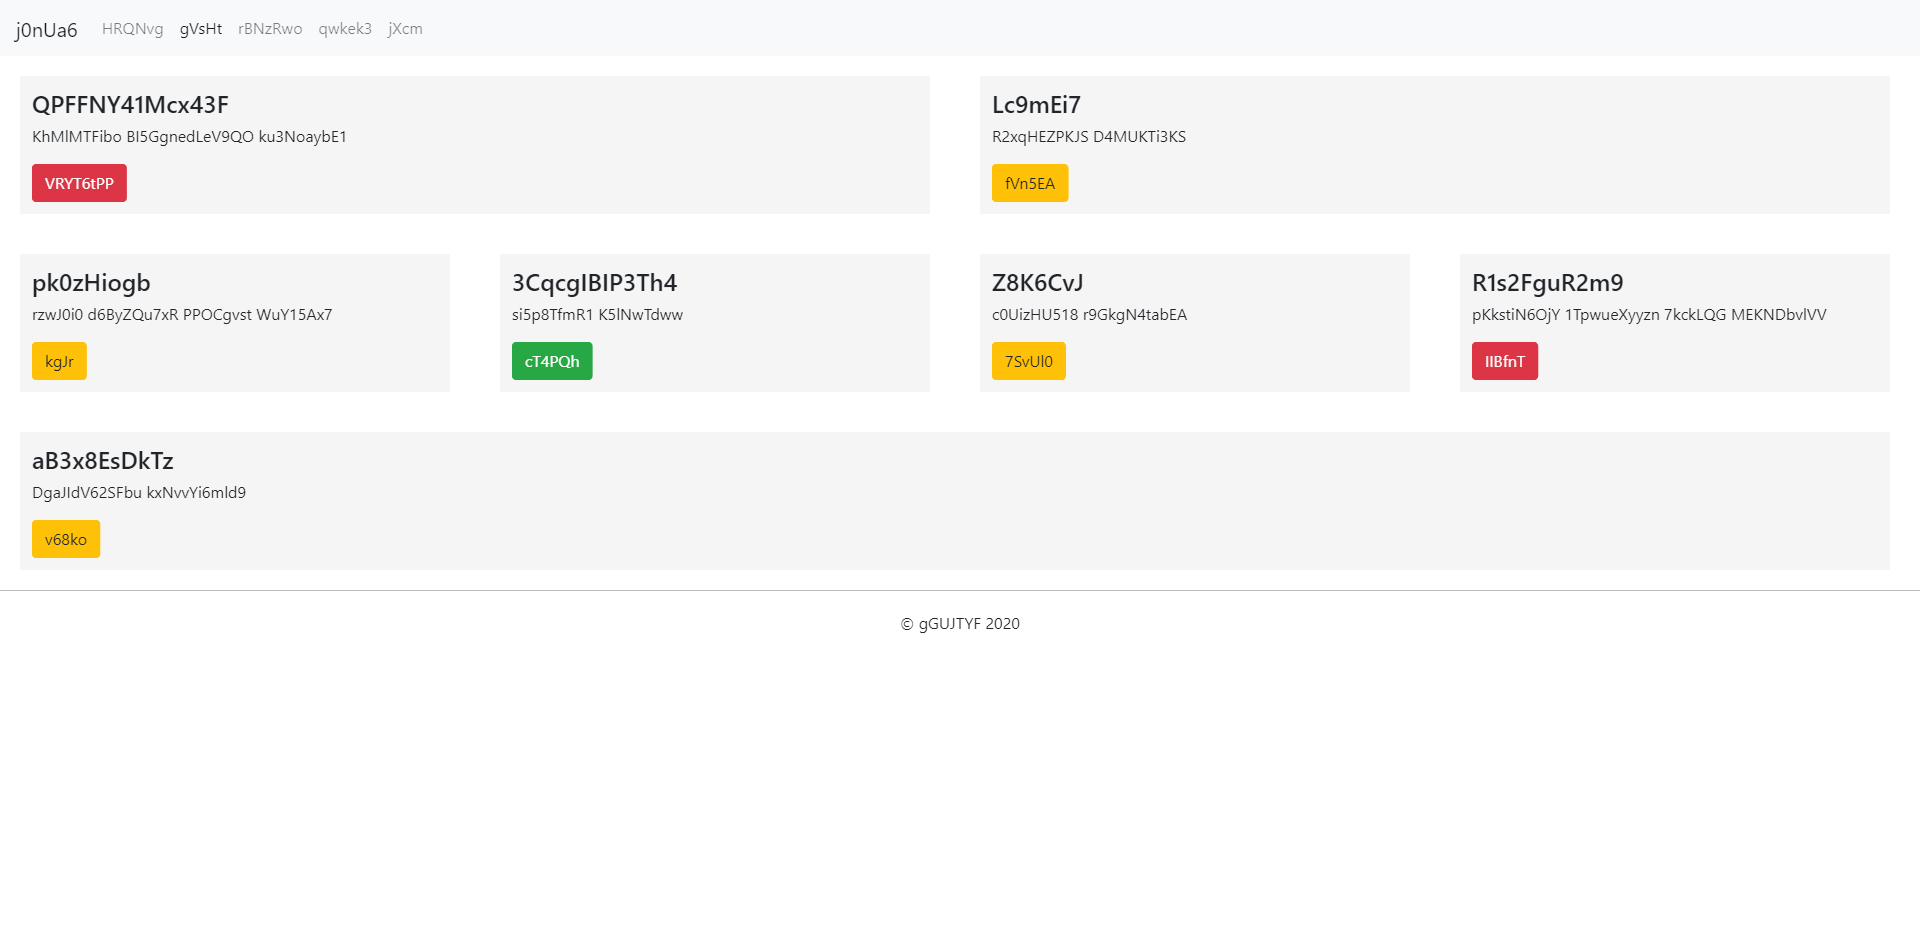 j0nUa6 HRQNvg gVsHt rBNzRwo qwkek3 jXcm
QPFFNY41Mcx43F
KhMlMTFibo BI5GgnedLeV9QO ku3NoaybE1
VRYT6tPP
Lc9mEi7
R2xqHEZPKJS D4MUKTi3KS
fVn5EA
pk0zHiogb
rzwJ0i0 d6ByZQu7xR PPOCgvst WuY15Ax7
kgJr
3CqcgIBIP3Th4
si5p8TfmR1 K5lNwTdww
cT4PQh
Z8K6CvJ
c0UizHU518 r9GkgN4tabEA
7SvUl0
R1s2FguR2m9
pKkstiN6OjY 1TpwueXyyzn 7kckLQG MEKNDbvlVV
IIBfnT
aB3x8EsDkTz
DgaJIdV62SFbu kxNvvYi6mld9
v68ko
© gGUJTYF 2020